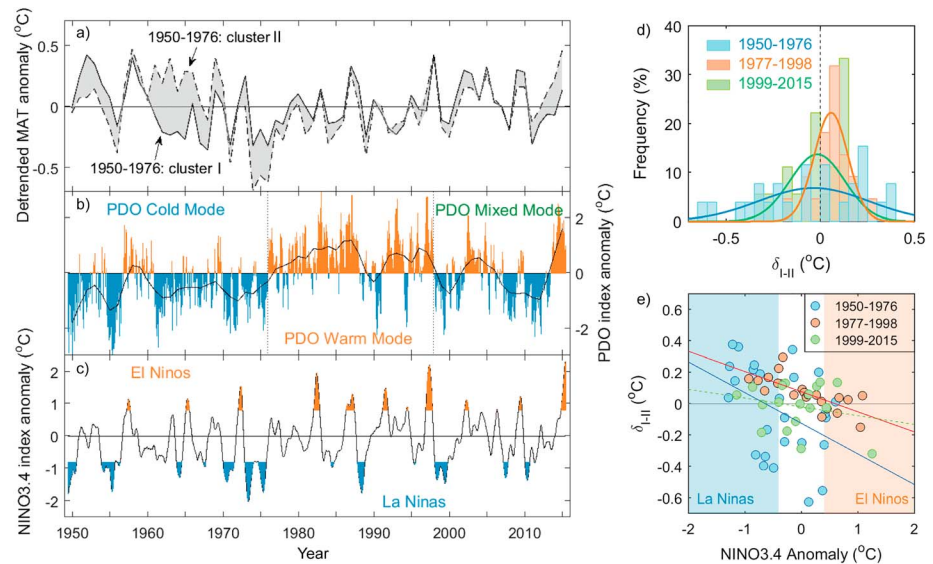 a)
1950-1976: cluster II
1950-1976: cluster I
Detrended MAT anomaly (°C)
0.5
0
-0.5
b)
PDO Cold Mode
PDO Mixed Mode
PDO Warm Mode
2
0
-2
PDO index anomaly (°C)
c)
El Ninos
La Ninas
NINO3.4 index anomaly (°C)
2
1
0
-1
-2
1950 1960 1970 1980 1990 2000 2010
Year
d)
1950-1976
1977-1998
1999-2015
Frequency (%)
40
30
20
10
0
-0.5 0 0.5
δI-II (°C)
e)
1950-1976
1977-1998
1999-2015
δI-II (°C)
0.6
0.4
0.2
0
-0.2
-0.4
-0.6
La Ninas
El Ninos
-2 -1 0 1 2
NINO3.4 Anomaly (°C)